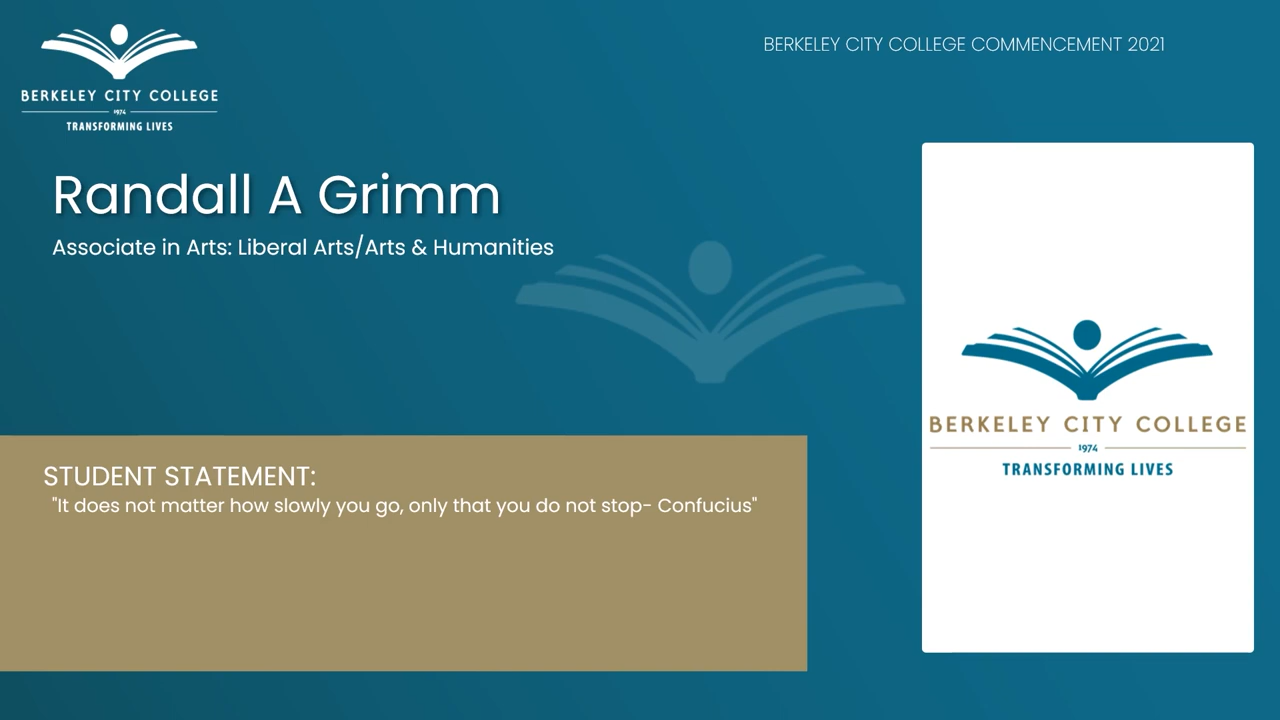 BERKELEY CITY COLLEGE
1974
TRANSFORMING LIVES
BERKELEY CITY COLLEGE COMMENCEMENT 2021
Randall A Grimm
Associate in Arts: Liberal Arts/Arts & Humanities
STUDENT STATEMENT:
"It does not matter how slowly you go, only that you do not stop- Confucius"
BERKELEY CITY COLLEGE
1974
TRANSFORMING LIVES